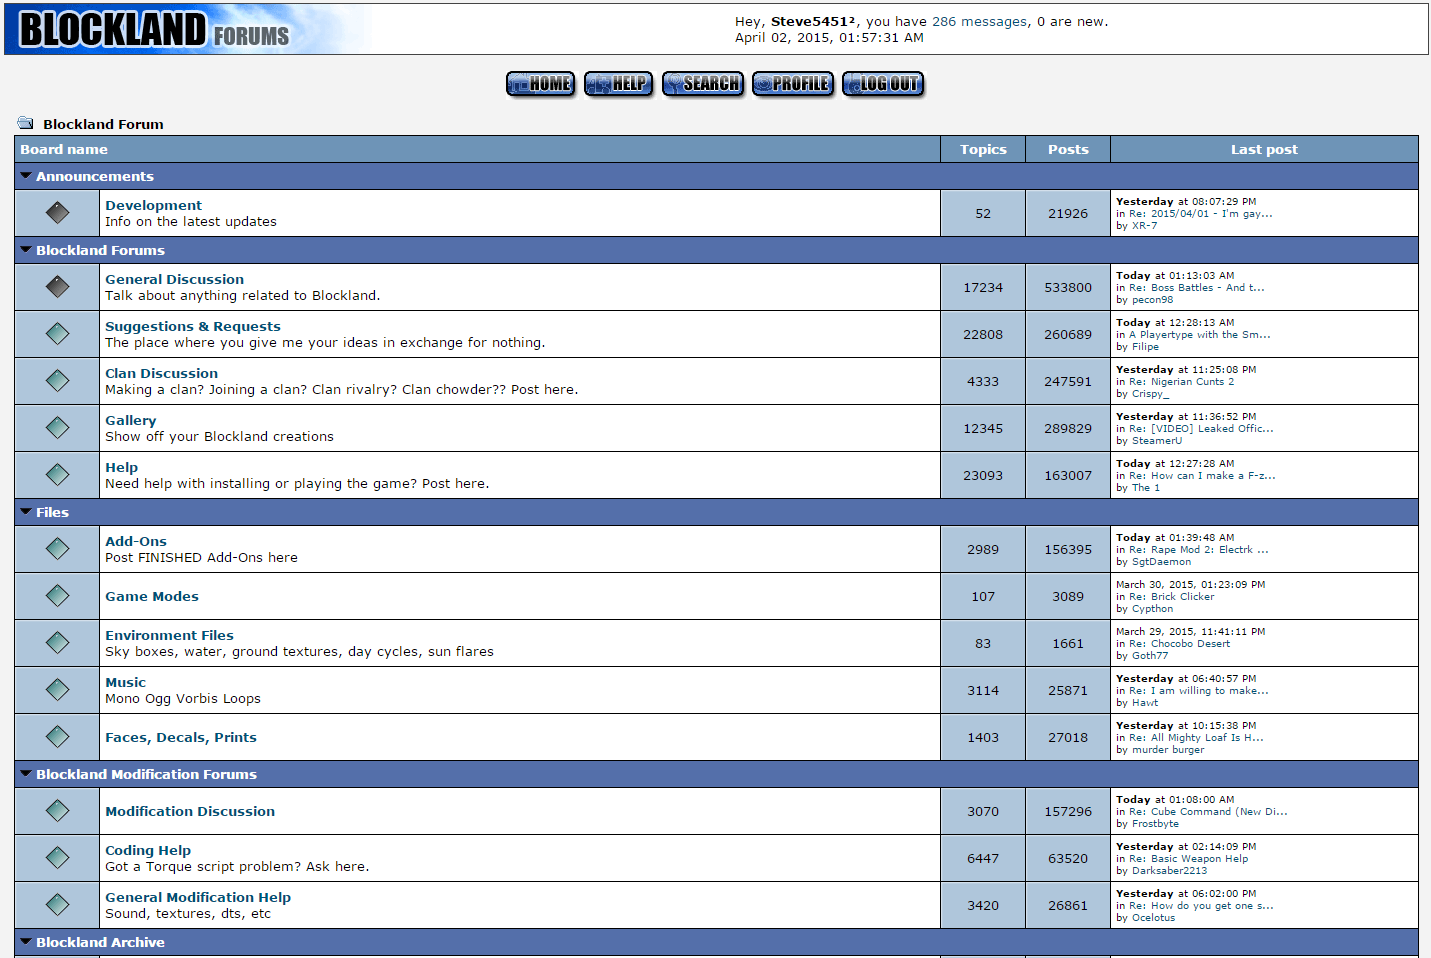 BLOCKLAND FORUMS
Hey, Steve5451², you have 286 messages, 0 are new.
April 02, 2015, 01:57:31 AM
HOME HELP SEARCH PROFILE LOG OUT
Blockland Forum
Board name Topics Posts Last post
Announcements
Development
Info on the latest updates
52 21926
Yesterday at 08:07:29 PM
in Re: 2015/04/01 - I'm gay...
by XR-7
Blockland Forums
General Discussion
Talk about anything related to Blockland.
17234 533800
Today at 01:13:03 AM
in Re: Boss Battles - And t...
by pecon98
Suggestions & Requests
The place where you give me your ideas in exchange for nothing.
22808 260689
Today at 12:28:13 AM
in A Playertype with the Sm...
by Filipe
Clan Discussion
Making a clan? Joining a clan? Clan rivalry? Clan chowder?? Post here.
4333 247591
Yesterday at 11:25:08 PM
in Re: Nigerian Cunts 2
by Crispy_
Gallery
Show off your Blockland creations
12345 289829
Yesterday at 11:36:52 PM
in Re: [VIDEO] Leaked Offic...
by SteamerU
Help
Need help with installing or playing the game? Post here.
23093 163007
Today at 12:27:28 AM
in Re: How can I make a F-z...
by The 1
Files
Add-Ons
Post FINISHED Add-Ons here
2989 156395
Today at 01:39:48 AM
in Re: Rape Mod 2: Electrk ...
by SgtDaemon
Game Modes
107 3089
March 30, 2015, 01:23:09 PM
in Re: Brick Clicker
by Cypthon
Environment Files
Sky boxes, water, ground textures, day cycles, sun flares
83 1661
March 29, 2015, 11:41:11 PM
in Re: Chocobo Desert
by Goth77
Music
Mono Ogg Vorbis Loops
3114 25871
Yesterday at 06:40:57 PM
in Re: I am willing to make...
by Hawt
Faces, Decals, Prints
1403 27018
Yesterday at 10:15:38 PM
in Re: All Mighty Loaf Is H...
by murder burger
Blockland Modification Forums
Modification Discussion
3070 157296
Today at 01:08:00 AM
in Re: Cube Command (New Di...
by Frostbyte
Coding Help
Got a Torque script problem? Ask here.
6447 63520
Yesterday at 02:14:09 PM
in Re: Basic Weapon Help
by Darksaber2213
General Modification Help
Sound, textures, dts, etc
3420 26861
Yesterday at 06:02:00 PM
in Re: How do you get one s...
by Ocelotus
Blockland Archive